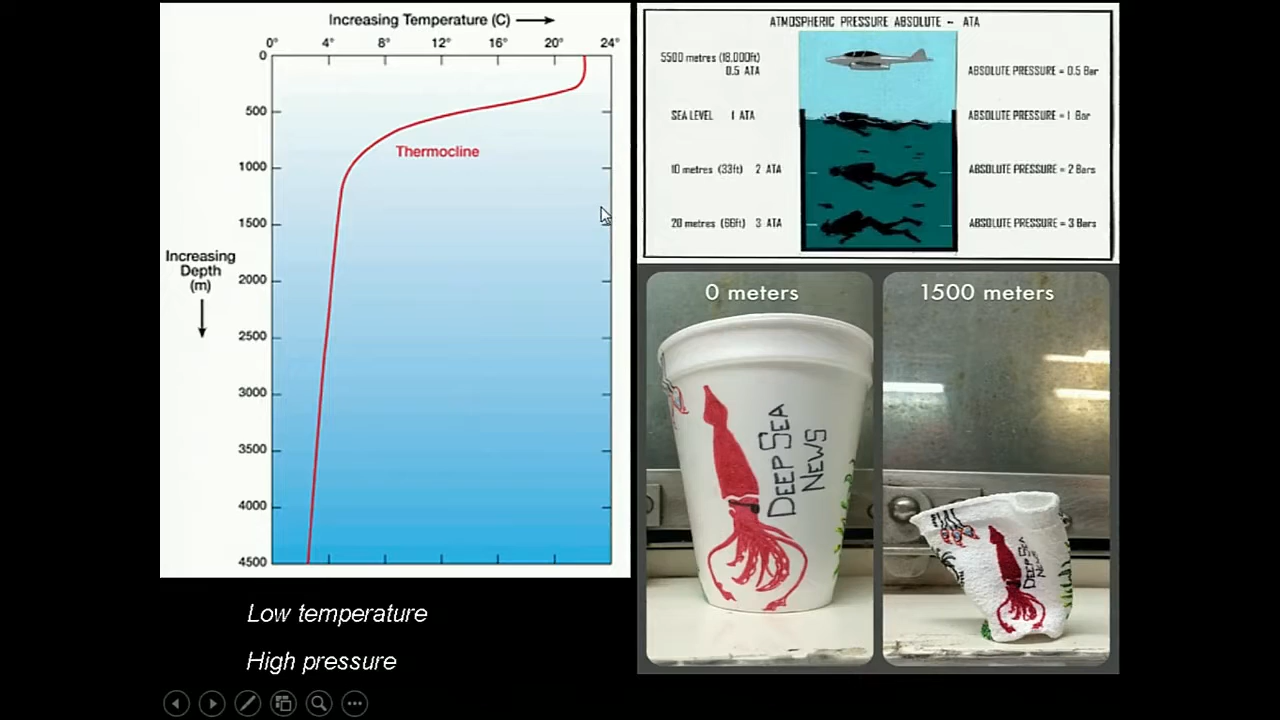 Increasing Temperature (C)
0° 4° 8° 12° 16° 20° 24°
0
500
1000
1500
2000
2500
3000
3500
4000
4500
Thermocline
Increasing
Depth
(m)
Low temperature
High pressure
ATMOSPHERIC PRESSURE ABSOLUTE - ATA
5500 metres (18,000ft)
0.5 ATA
ABSOLUTE PRESSURE = 0.5 Bar
SEA LEVEL 1 ATA
ABSOLUTE PRESSURE = 1 Bar
10 metres (33ft) 2 ATA
ABSOLUTE PRESSURE = 2 Bars
20 metres (66ft) 3 ATA
ABSOLUTE PRESSURE = 3 Bars
0 meters
DEEP SEA
NEWS
1500 meters
DEEP SEA
NEWS